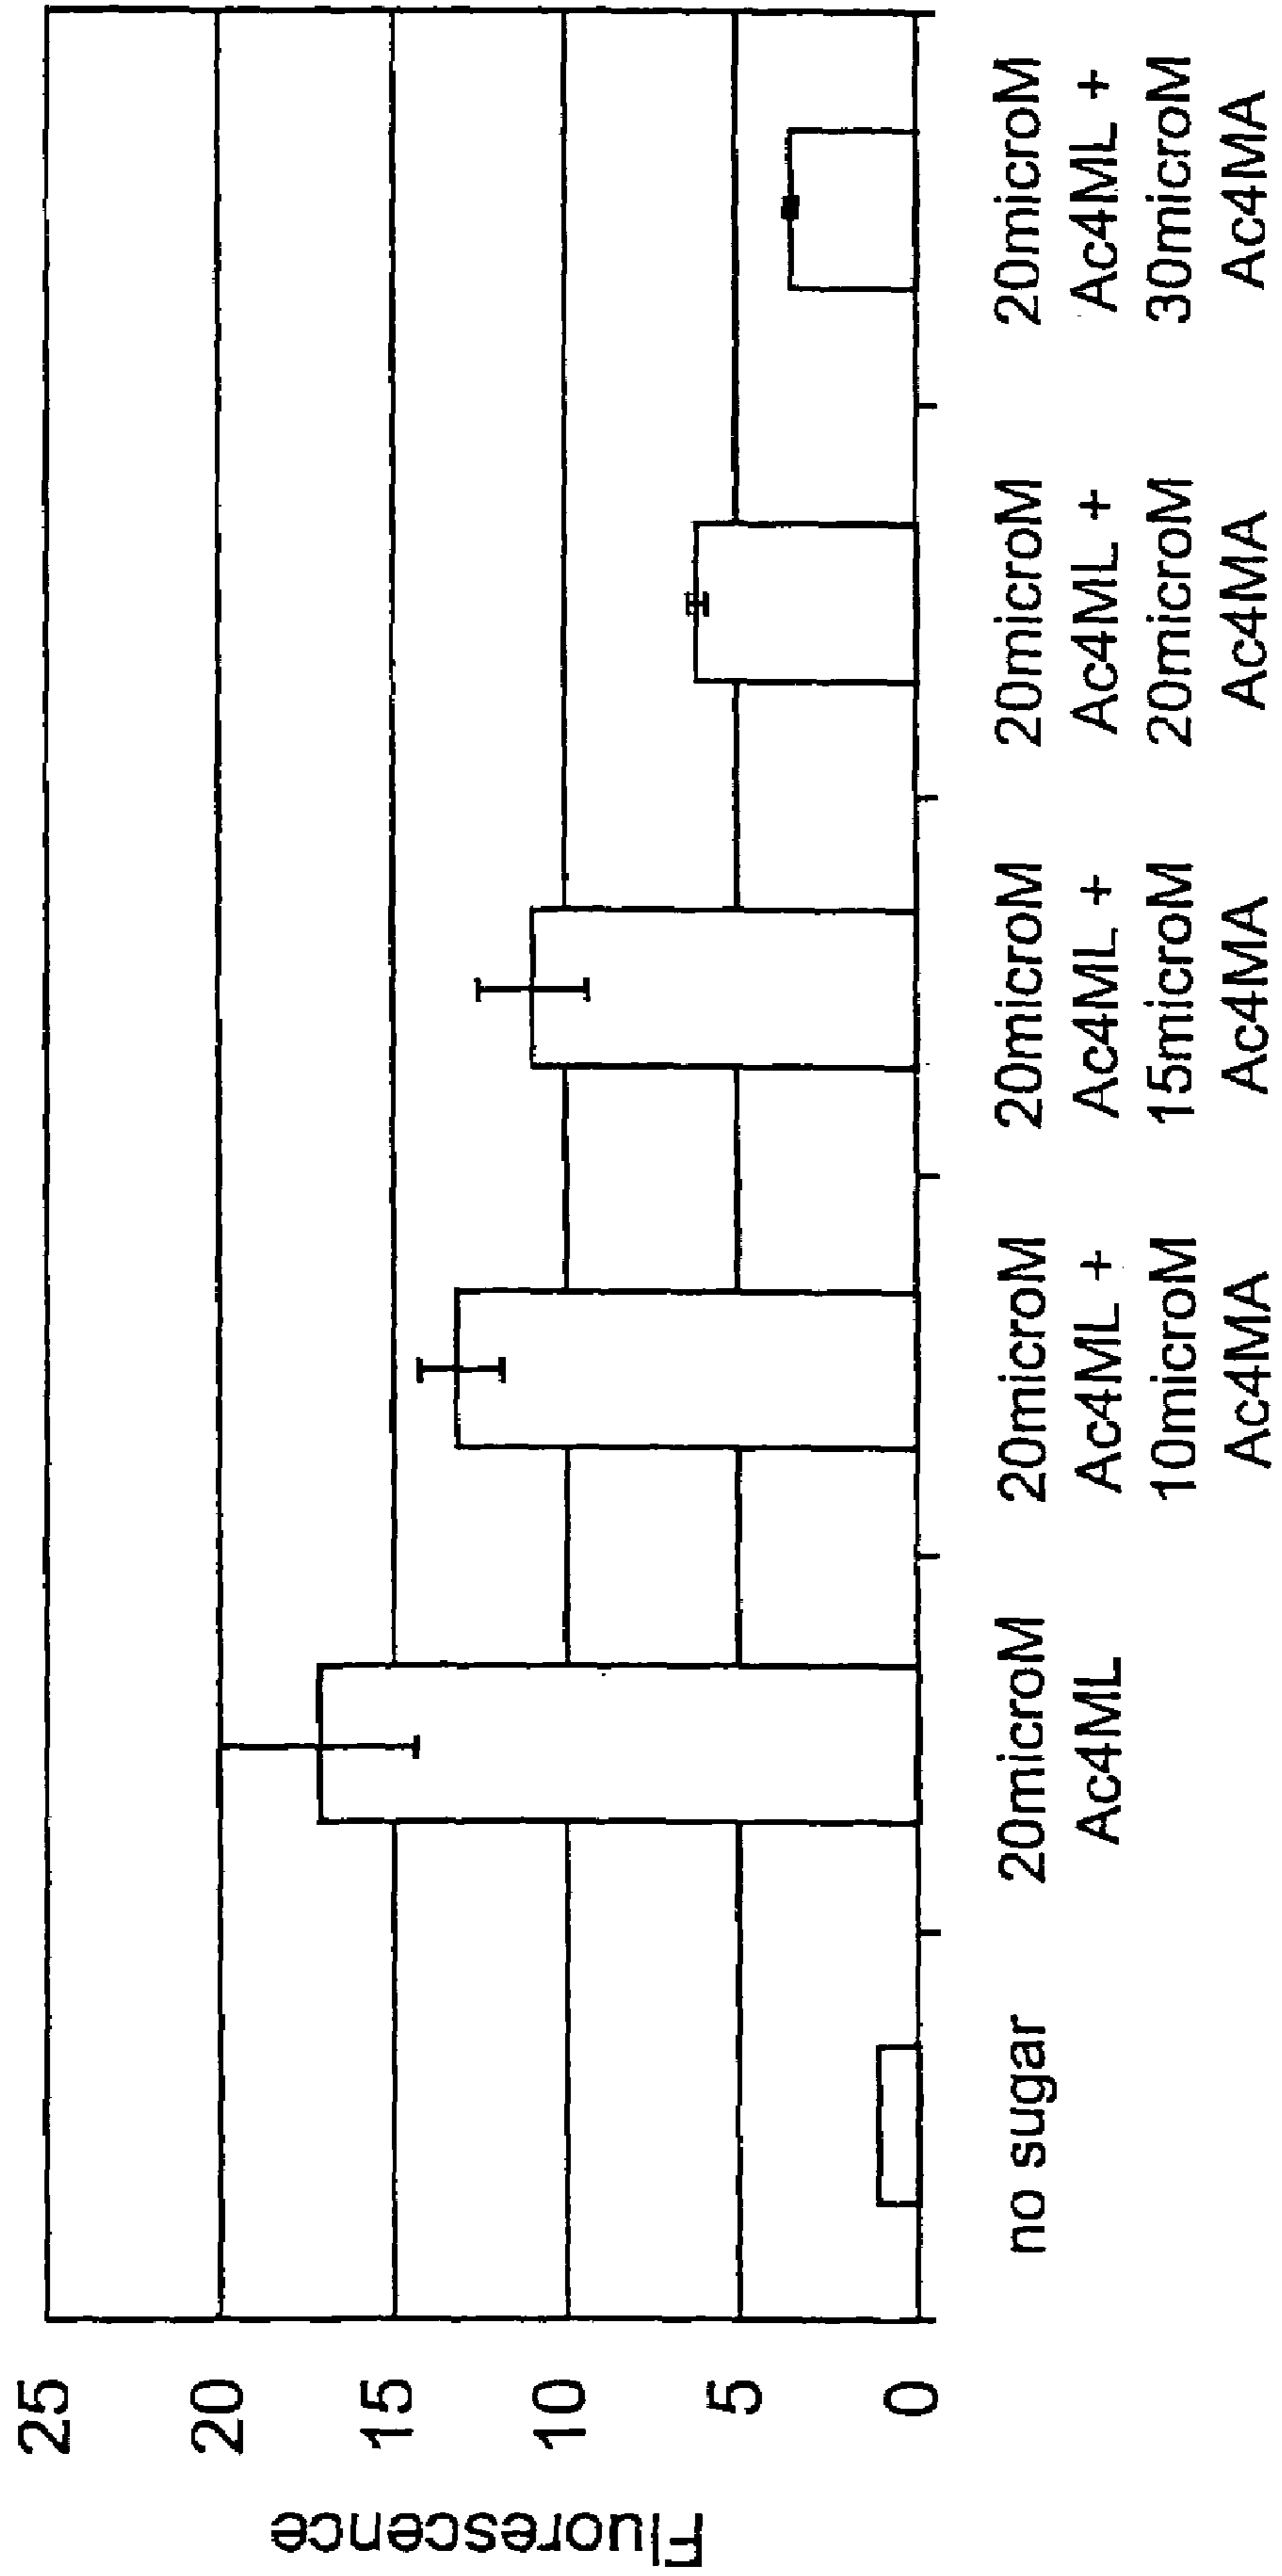 Fluorescence
25
20
15
10
5
0
no sugar
20microM
Ac4ML
20microM
Ac4ML +
10microM
Ac4MA
20microM
Ac4ML +
15microM
Ac4MA
20microM
Ac4ML +
20microM
Ac4MA
20microM
Ac4ML +
30microM
Ac4MA